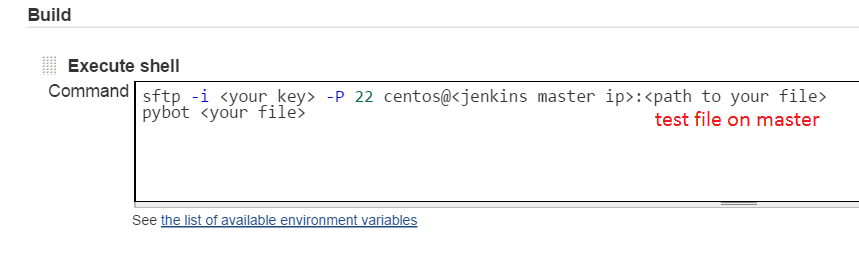 Build
Execute shell
Command
sftp -i <your key> -P 22 centos@<jenkins master ip>:<path to your file>
pybot <your file>
test file on master
See the list of available environment variables